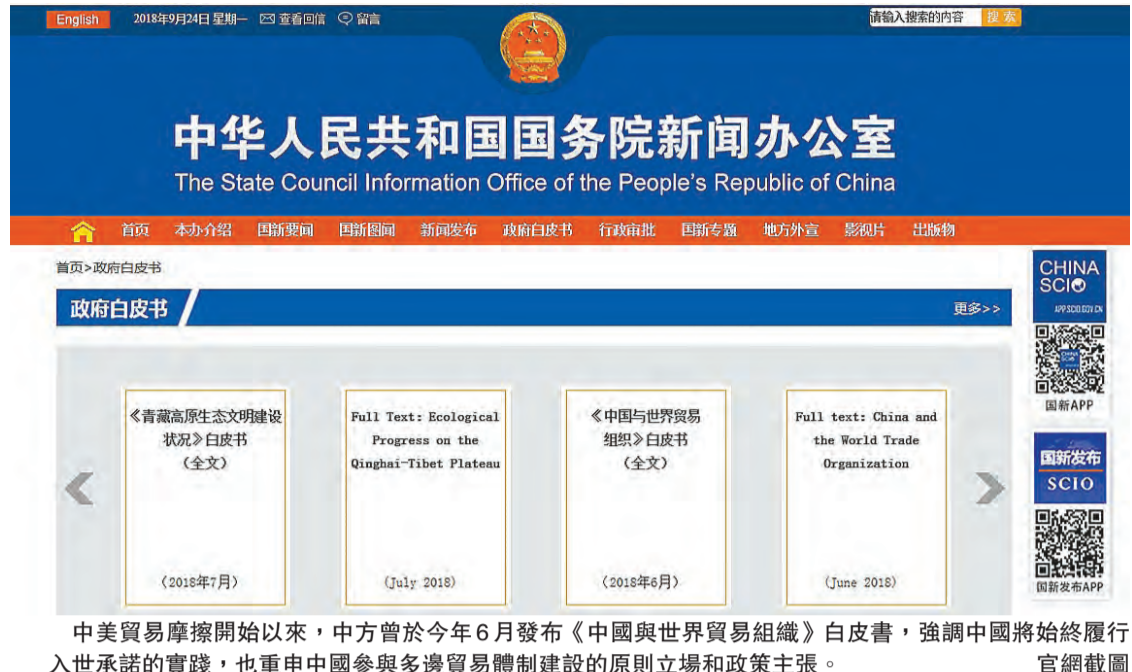 English 2018年9月24日 星期一 查看回信 留言 请输入搜索的内容 搜索
中华人民共和国国务院新闻办公室
The State Council Information Office of the People's Republic of China
首页 本办介绍 国新要闻 国新图闻 新闻发布 政府白皮书 行政审批 国新专题 地方外宣 影视片 出版物
首页>政府白皮书
政府白皮书 更多>>
《青藏高原生态文明建设
状况》白皮书
(全文)
(2018年7月)
Full Text: Ecological
Progress on the
Qinghai-Tibet Plateau
(July 2018)
《中国与世界贸易
组织》白皮书
(全文)
(2018年6月)
Full text: China and
the World Trade
Organization
(June 2018)
CHINA
SCIO
APP.SCIO.GOV.CN
国新APP
国新发布
SCIO
国新发布APP
中美貿易摩擦開始以來，中方曾於今年6月發布《中國與世界貿易組織》白皮書，強調中國將始終履行
入世承諾的實踐，也重申中國參與多邊貿易體制建設的原則立場和政策主張。 官網截圖